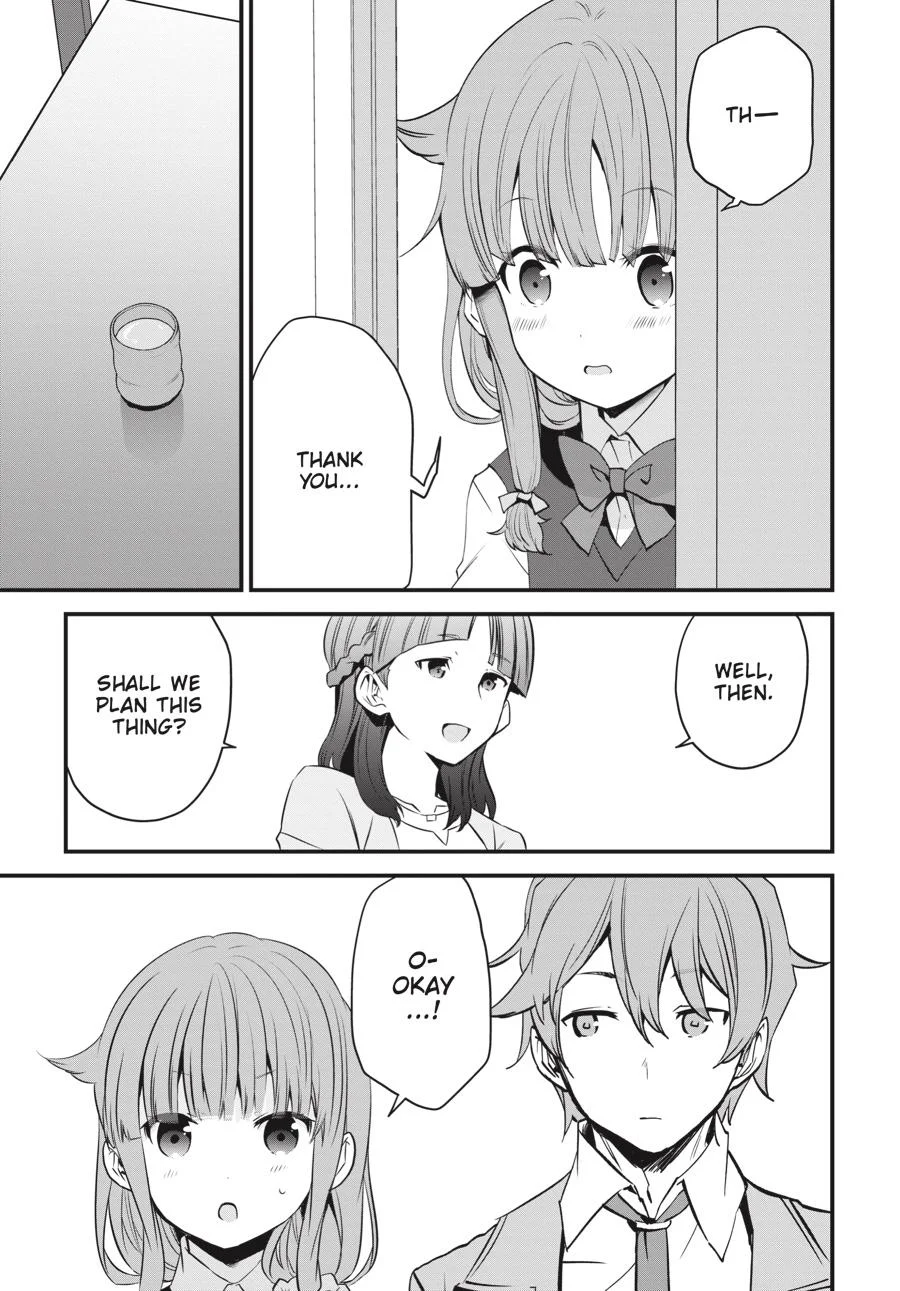 TH—
THANK
YOU...
WELL,
THEN.
SHALL WE
PLAN THIS
THING?
O-
OKAY
...!